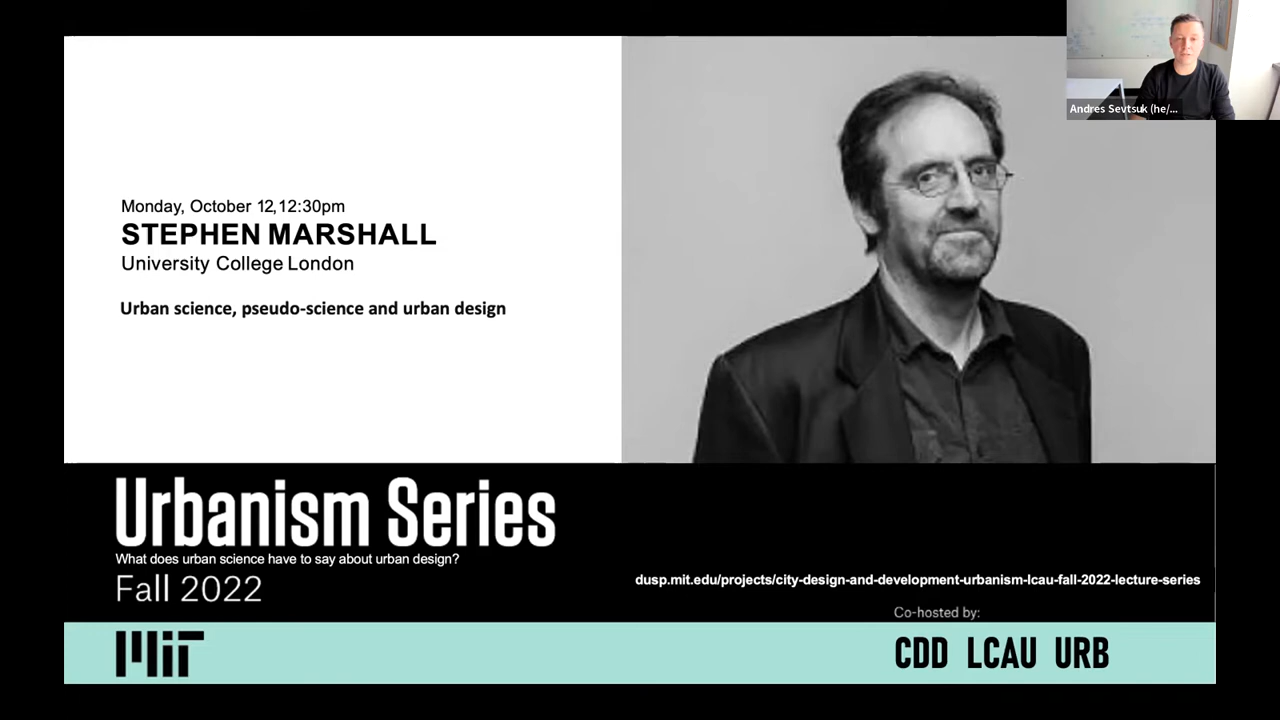 Andres Sevtsuk (he/...
Monday, October 12,12:30pm
STEPHEN MARSHALL
University College London
Urban science, pseudo-science and urban design
Urbanism Series
What does urban science have to say about urban design?
Fall 2022
dusp.mit.edu/projects/city-design-and-development-urbanism-lcau-fall-2022-lecture-series
Co-hosted by:
MIT
CDD LCAU URB